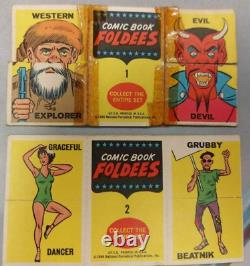 WESTERN
EXPLORER
COMIC BOOK
FOLDEES
1
COLLECT THE
ENTIRE SET
EVIL
DEVIL
GRACEFUL
DANCER
COMIC BOOK
FOLDEES
2
COLLECT THE
GRUBBY
BEATNIK